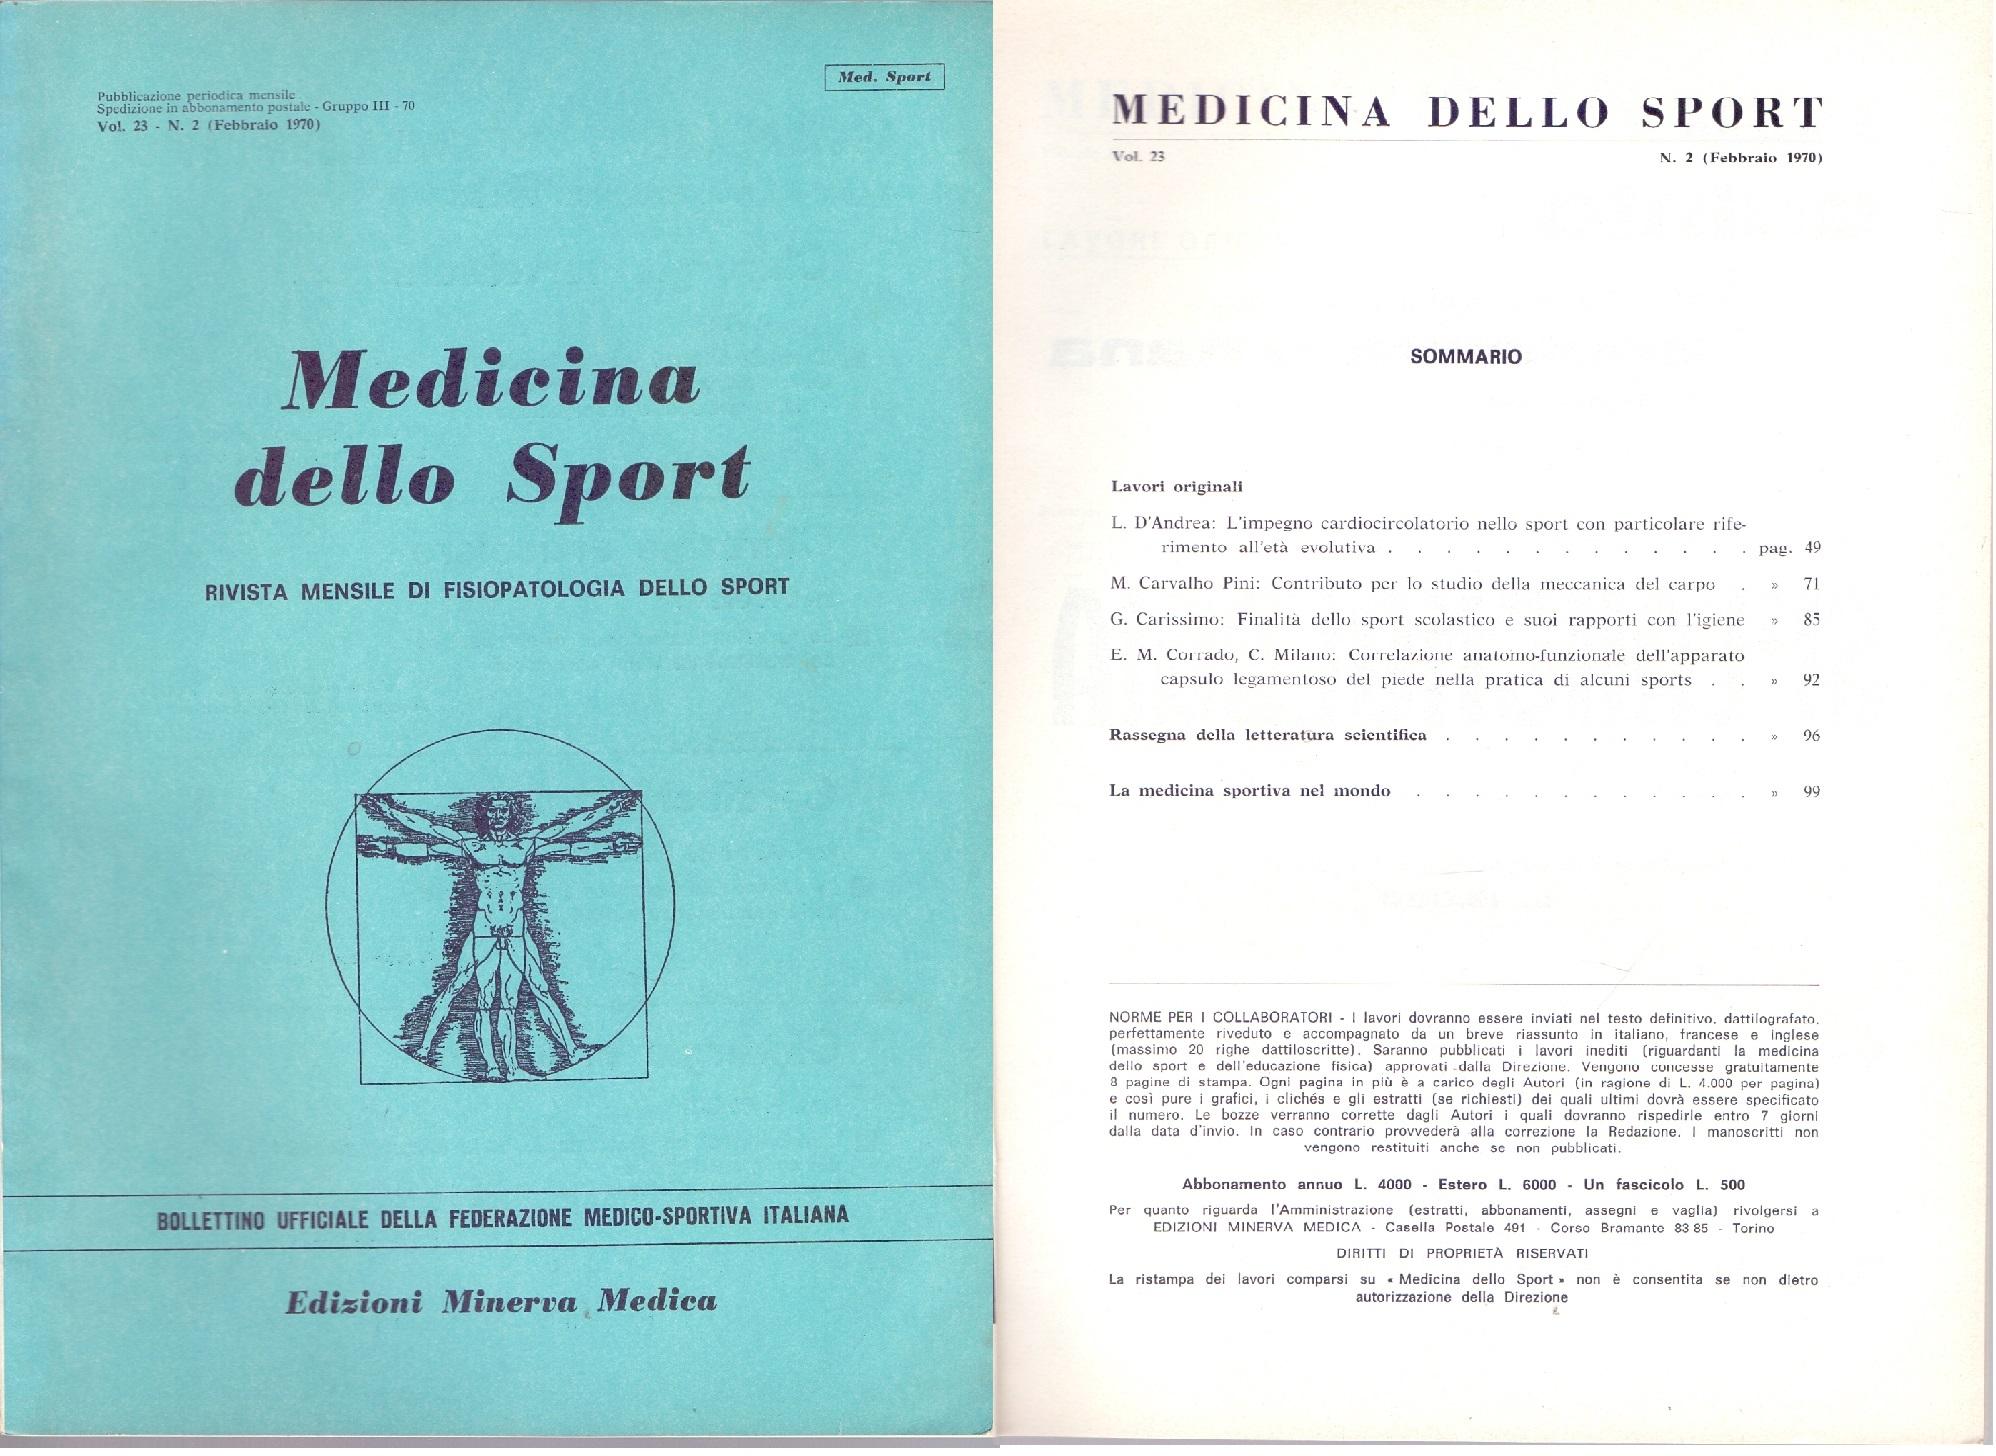 Pubblicazione periodica mensile
Spedizione in abbonamento postale - Gruppo III - 70
Vol. 23 - N. 2 (Febbraio 1970)
Med. Sport
Medicina
dello Sport
RIVISTA MENSILE DI FISIOPATOLOGIA DELLO SPORT
BOLLETTINO UFFICIALE DELLA FEDERAZIONE MEDICO-SPORTIVA ITALIANA
Edizioni Minerva Medica
MEDICINA DELLO SPORT
Vol. 23 N. 2 (Febbraio 1970)
SOMMARIO
Lavori originali
L. D'Andrea: L'impegno cardiocircolatorio nello sport con particolare rife-
rimento all'età evolutiva . . . . . . . . . . . . . pag. 49
M. Carvalho Pini: Contributo per lo studio della meccanica del carpo . » 71
G. Carissimo: Finalità dello sport scolastico e suoi rapporti con l'igiene » 85
E. M. Corrado, C. Milano: Correlazione anatomo-funzionale dell'apparato
capsulo legamentoso del piede nella pratica di alcuni sports . . » 92
Rassegna della letteratura scientifica . . . . . . . . . . . » 96
La medicina sportiva nel mondo . . . . . . . . . . . . » 99
NORME PER I COLLABORATORI - I lavori dovranno essere inviati nel testo definitivo, dattilografato,
perfettamente riveduto e accompagnato da un breve riassunto in italiano, francese e inglese
(massimo 20 righe dattiloscritte). Saranno pubblicati i lavori inediti (riguardanti la medicina
dello sport e dell'educazione fisica) approvati dalla Direzione. Vengono concesse gratuitamente
8 pagine di stampa. Ogni pagina in più è a carico degli Autori (in ragione di L. 4.000 per pagina)
e così pure i grafici, i clichés e gli estratti (se richiesti) dei quali ultimi dovrà essere specificato
il numero. Le bozze verranno corrette dagli Autori i quali dovranno rispedirle entro 7 giorni
dalla data d'invio. In caso contrario provvederà alla correzione la Redazione. I manoscritti non
vengono restituiti anche se non pubblicati.
Abbonamento annuo L. 4000 - Estero L. 6000 - Un fascicolo L. 500
Per quanto riguarda l'Amministrazione (estratti, abbonamenti, assegni e vaglia) rivolgersi a
EDIZIONI MINERVA MEDICA - Casella Postale 491 - Corso Bramante 83 85 - Torino
DIRITTI DI PROPRIETÀ RISERVATI
La ristampa dei lavori comparsi su « Medicina dello Sport » non è consentita se non dietro
autorizzazione della Direzione